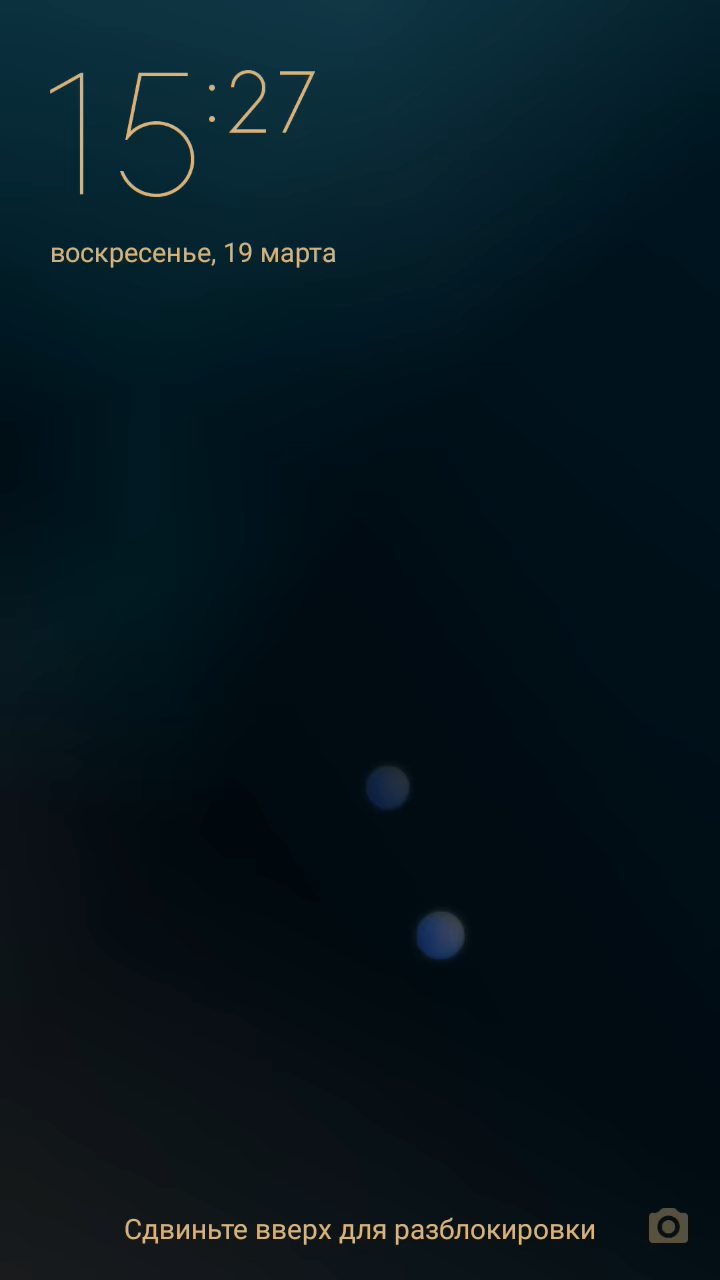 15:27
воскресенье, 19 марта
Сдвиньте вверх для разблокировки